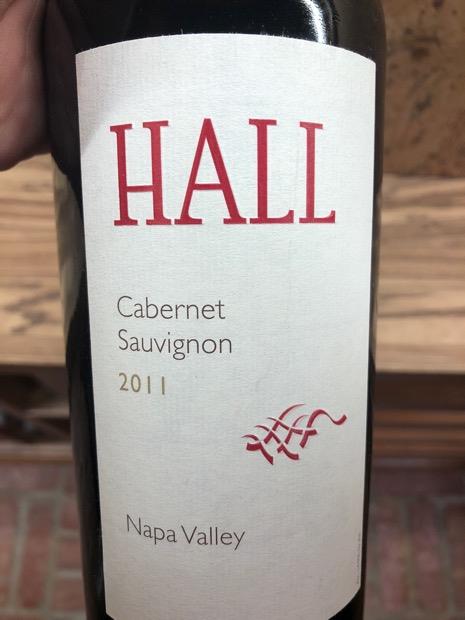 HALL
Cabernet
Sauvignon
2011
Napa Valley